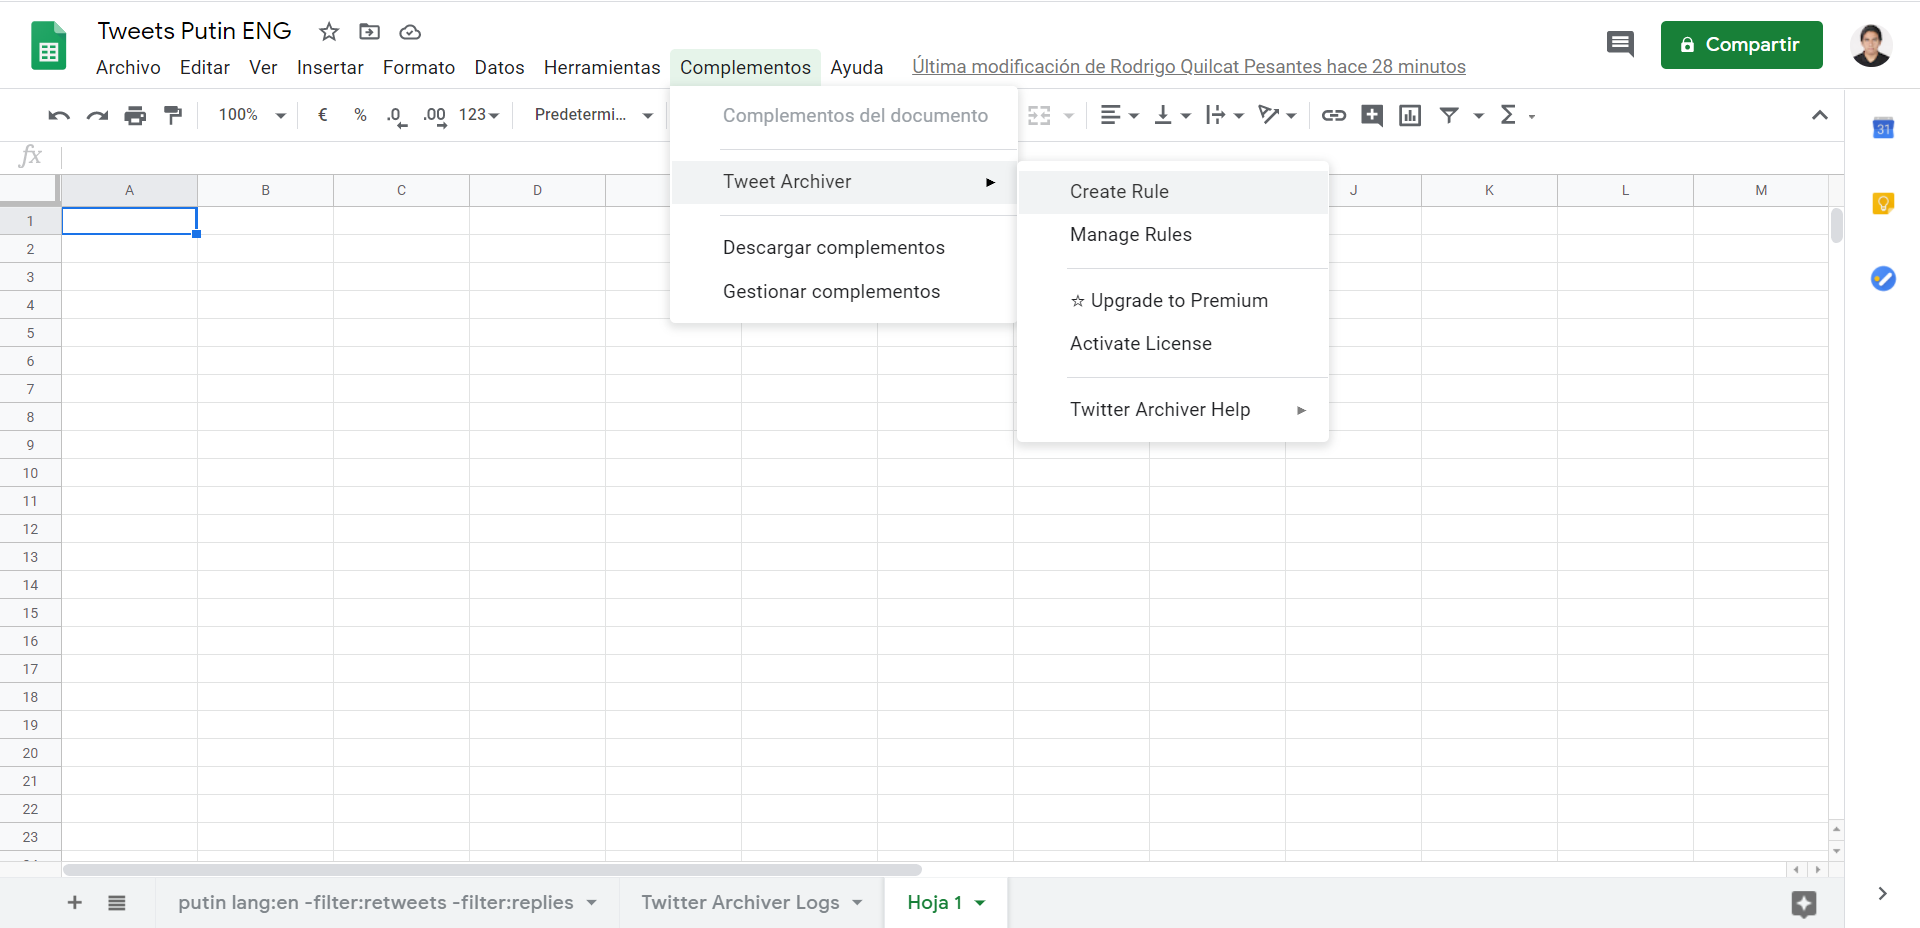 Tweets Putin ENG
Archivo Editar Ver Insertar Formato Datos Herramientas Complementos Ayuda Última modificación de Rodrigo Quilcat Pesantes hace 28 minutos
Compartir
100% € % .0 .00 123 Predetermi...
fx
Complementos del documento
Tweet Archiver
Descargar complementos
Gestionar complementos
Create Rule
Manage Rules
☆ Upgrade to Premium
Activate License
Twitter Archiver Help
A B C D J K L M
1
2
3
4
5
6
7
8
9
10
11
12
13
14
15
16
17
18
19
20
21
22
23
31
putin lang:en -filter:retweets -filter:replies Twitter Archiver Logs Hoja 1